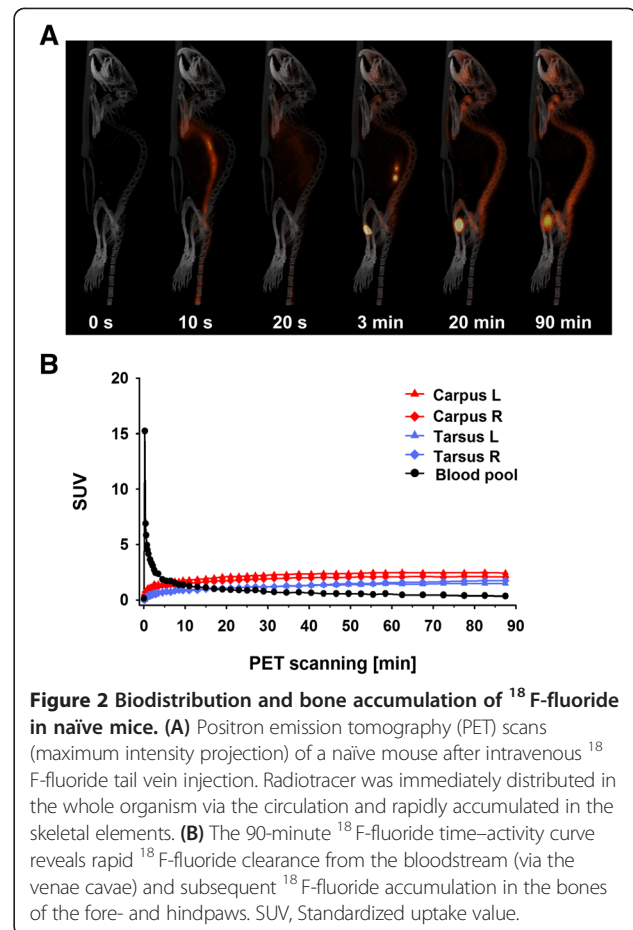 A
0 s 10 s 20 s 3 min 20 min 90 min
B
20
15
10
5
0
SUV
Carpus L
Carpus R
Tarsus L
Tarsus R
Blood pool
0 10 20 30 40 50 60 70 80 90
PET scanning [min]
Figure 2 Biodistribution and bone accumulation of 18 F-fluoride
in naïve mice. (A) Positron emission tomography (PET) scans
(maximum intensity projection) of a naïve mouse after intravenous 18
F-fluoride tail vein injection. Radiotracer was immediately distributed in
the whole organism via the circulation and rapidly accumulated in the
skeletal elements. (B) The 90-minute 18 F-fluoride time–activity curve
reveals rapid 18 F-fluoride clearance from the bloodstream (via the
venae cavae) and subsequent 18 F-fluoride accumulation in the bones
of the fore- and hindpaws. SUV, Standardized uptake value.